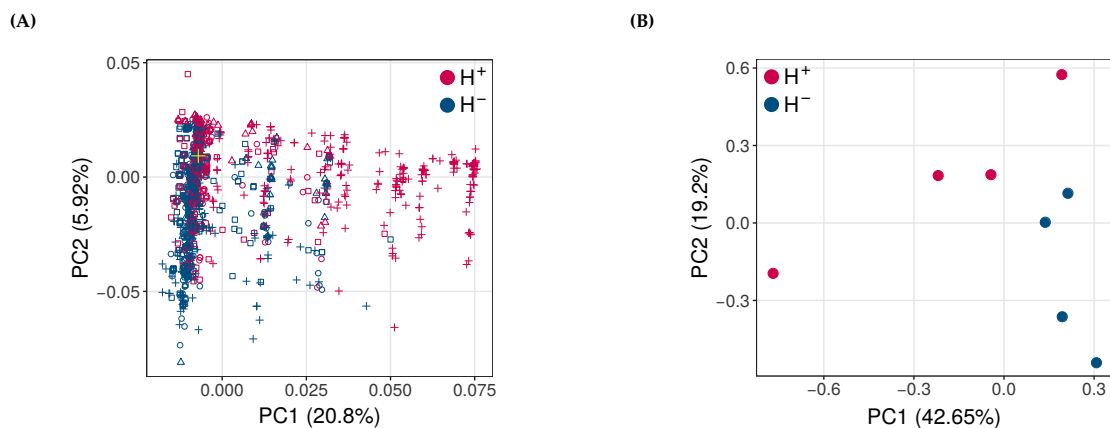 (A)
0.05
0.00
−0.05
PC2 (5.92%)
0.000
0.025
0.050
0.075
PC1 (20.8%)
H⁺
H⁻
(B)
0.6
0.3
0.0
−0.3
PC2 (19.2%)
−0.6
−0.3
0.0
0.3
PC1 (42.65%)
H⁺
H⁻